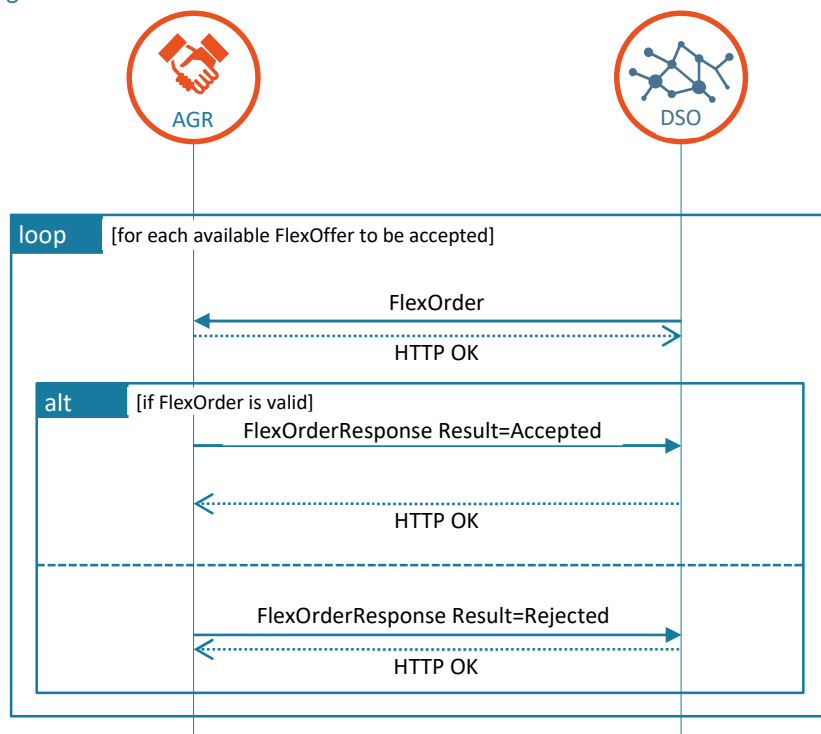 AGR
DSO
loop
[for each available FlexOffer to be accepted]
FlexOrder
HTTP OK
alt
[if FlexOrder is valid]
FlexOrderResponse Result=Accepted
HTTP OK
FlexOrderResponse Result=Rejected
HTTP OK